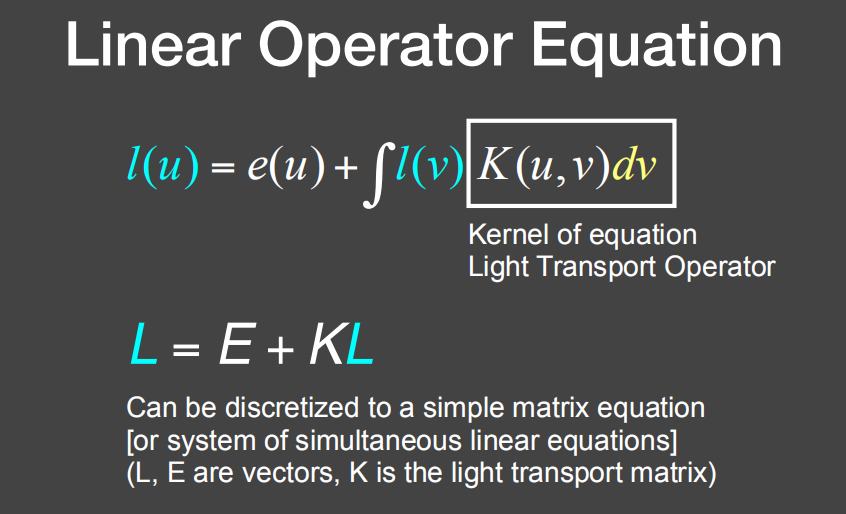 Linear Operator Equation
l(u) = e(u) + ∫l(v) K(u,v)dv
Kernel of equation
Light Transport Operator
L = E + KL
Can be discretized to a simple matrix equation
[or system of simultaneous linear equations]
(L, E are vectors, K is the light transport matrix)